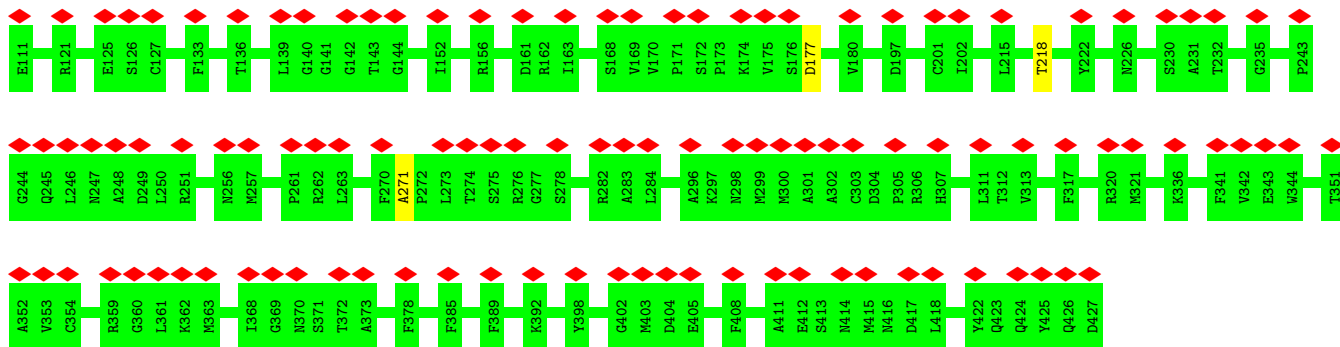 E111 R121 E125 S126 C127 F133 T136 L139 G140 G141 G142 T143 G144 I152 R156 D161 R162 I163 S168 V169 V170 P171 S172 P173 K174 V175 S176 D177 V180 D197 C201 I202 L215 T218 Y222 N226 S230 A231 T232 G235 P243
G244 Q245 L246 N247 A248 D249 L250 R251 N256 M257 P261 R262 L263 F270 A271 P272 L273 T274 S275 R276 G277 S278 R282 A283 L284 A296 K297 N298 M299 M300 A301 A302 C303 D304 P305 R306 H307 L311 T312 V313 F317 R320 M321 K336 F341 V342 E343 W344 T351
A352 V353 C354 R359 G360 L361 K362 M363 I368 G369 N370 S371 T372 A373 F378 F385 F389 K392 Y398 G402 M403 D404 E405 F408 A411 E412 S413 N414 M415 N416 D417 L418 Y422 Q423 Q424 Y425 Q426 D427